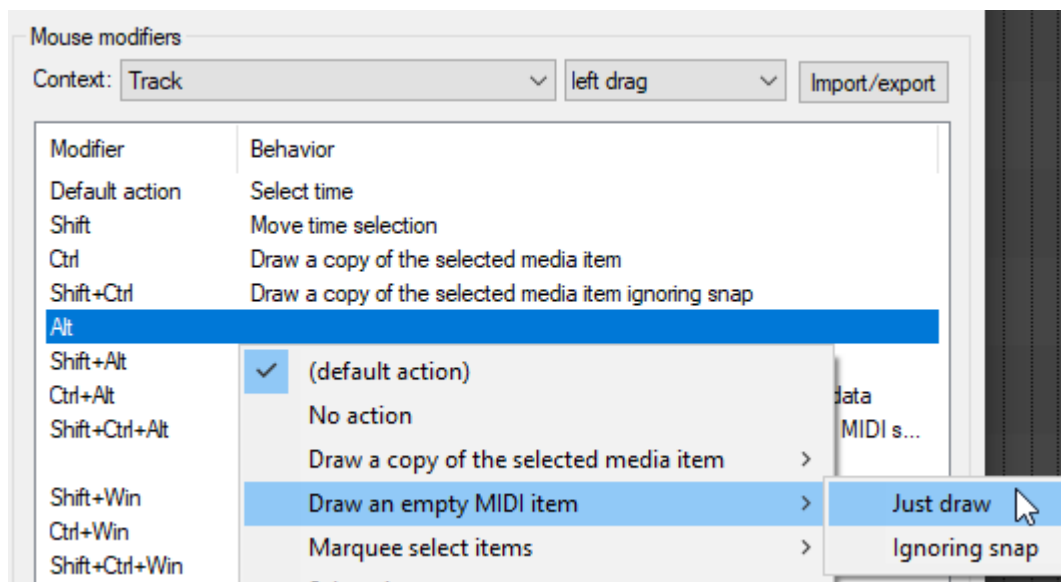 Mouse modifiers
Context: Track left drag Import/export
Modifier Behavior
Default action Select time
Shift Move time selection
Ctrl Draw a copy of the selected media item
Shift+Ctrl Draw a copy of the selected media item ignoring snap
Alt
Shift+Alt (default action)
Ctrl+Alt data
No action
Shift+Ctrl+Alt MIDI s...
Draw a copy of the selected media item
Shift+Win Draw an empty MIDI item Just draw
Ctrl+Win
Marquee select items Ignoring snap
Shift+Ctrl+Win